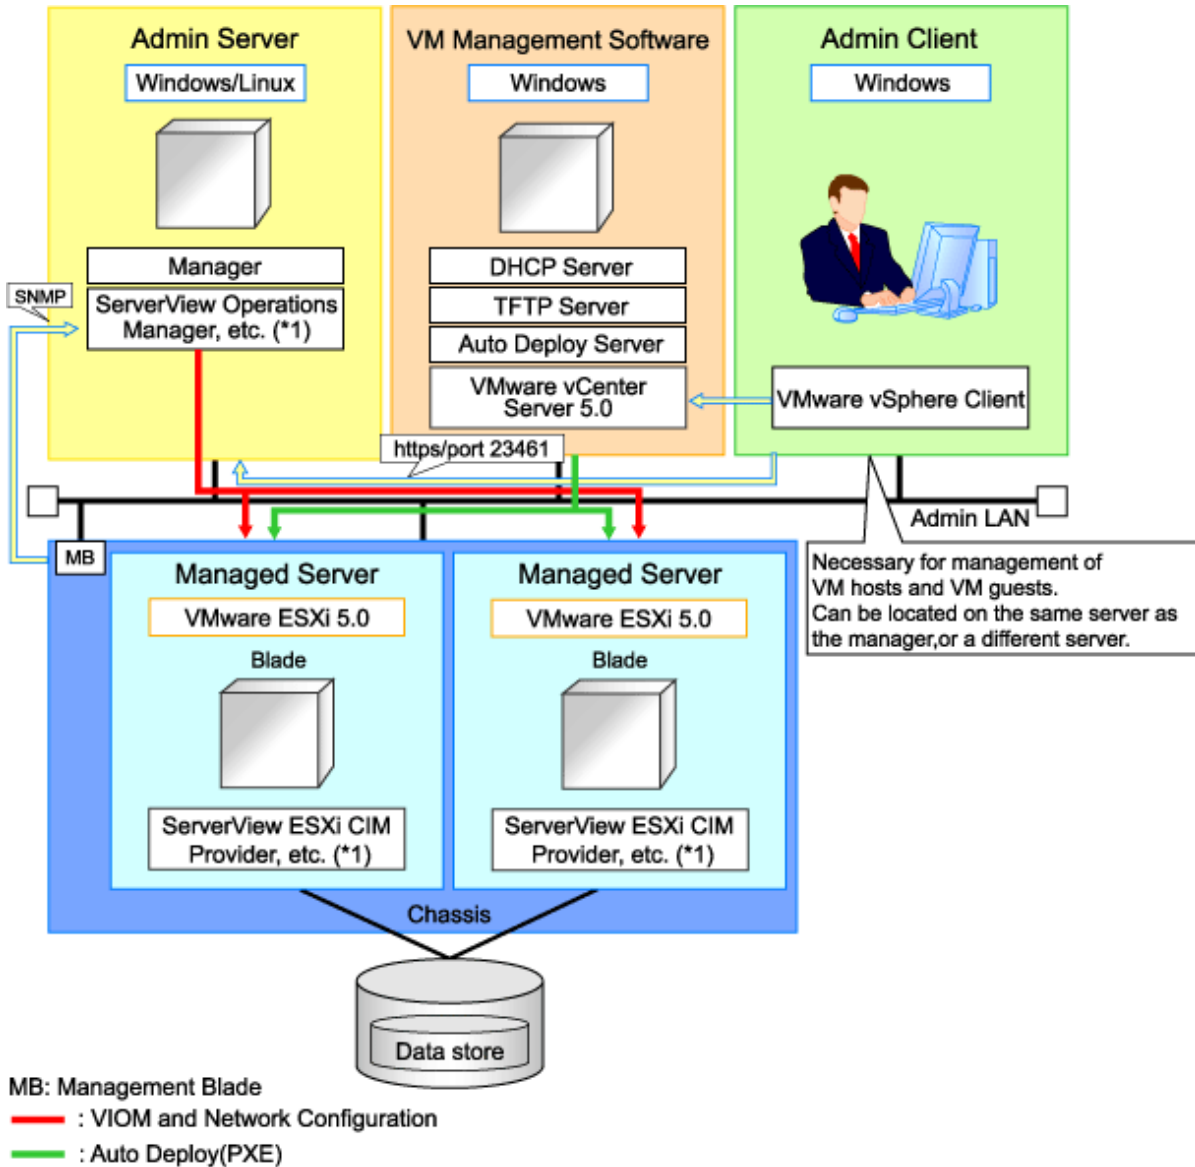 Admin Server
Windows/Linux
Manager
ServerView Operations
Manager, etc. (*1)
SNMP
VM Management Software
Windows
DHCP Server
TFTP Server
Auto Deploy Server
VMware vCenter
Server 5.0
Admin Client
Windows
VMware vSphere Client
https/port 23461
Admin LAN
Necessary for management of
VM hosts and VM guests.
Can be located on the same server as
the manager,or a different server.
MB
Managed Server
VMware ESXi 5.0
Blade
ServerView ESXi CIM
Provider, etc. (*1)
Managed Server
VMware ESXi 5.0
Blade
ServerView ESXi CIM
Provider, etc. (*1)
Chassis
Data store
MB: Management Blade
: VIOM and Network Configuration
: Auto Deploy(PXE)